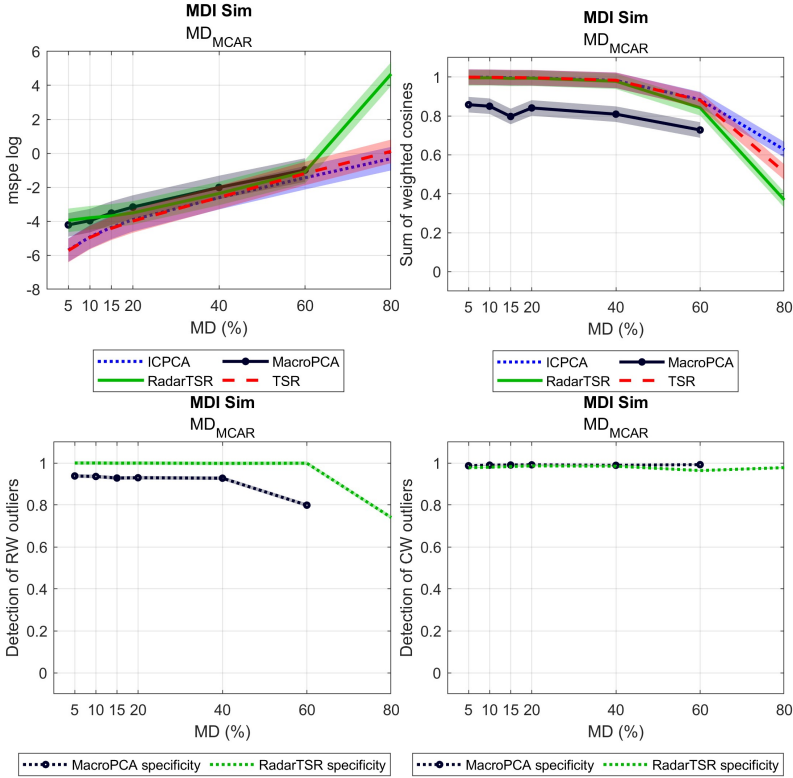 MDI Sim
MD_MCAR
6
4
2
0
-2
-4
-6
-8
mspe log
5 10 15 20 40 60 80
MD (%)
ICPCA MacroPCA
RadarTSR TSR
MDI Sim
MD_MCAR
1
0.8
0.6
0.4
0.2
0
Sum of weighted cosines
5 10 15 20 40 60 80
MD (%)
ICPCA MacroPCA
RadarTSR TSR
MDI Sim
MD_MCAR
1
0.8
0.6
0.4
0.2
0
Detection of RW outliers
5 10 15 20 40 60 80
MD (%)
MacroPCA specificity RadarTSR specificity
MDI Sim
MD_MCAR
1
0.8
0.6
0.4
0.2
0
Detection of CW outliers
5 10 15 20 40 60 80
MD (%)
MacroPCA specificity RadarTSR specificity